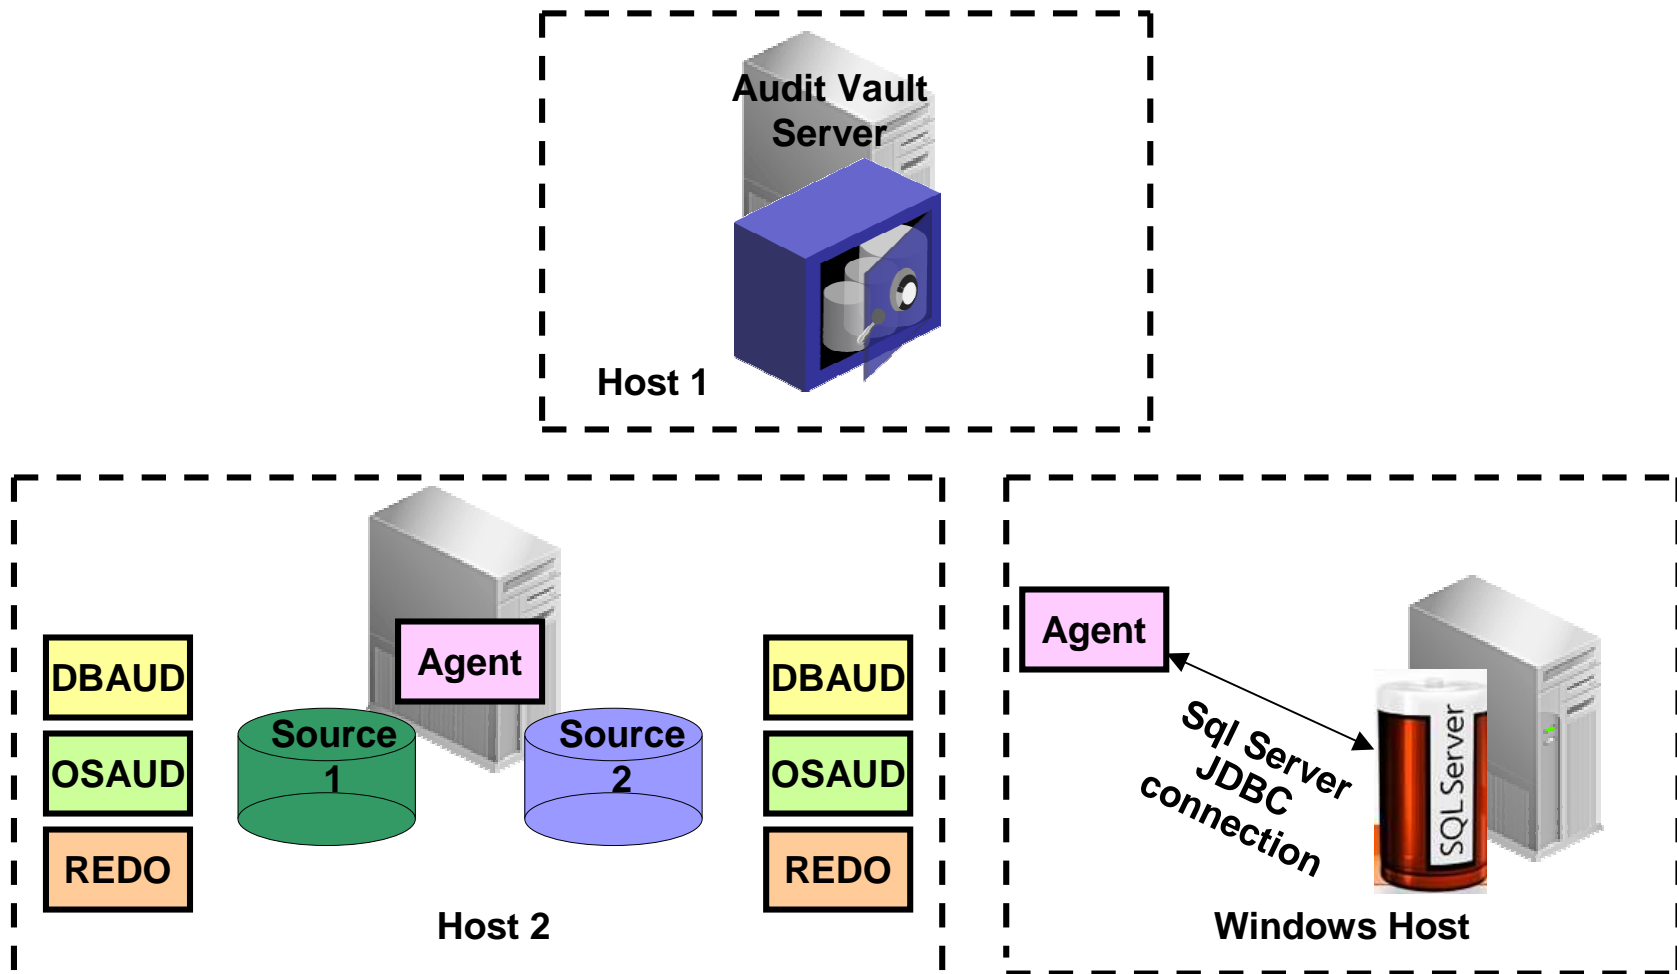 Audit Vault
Server
Host 1
Agent
DBAUD
OSAUD
REDO
Source
1
Source
2
DBAUD
OSAUD
REDO
Host 2
Agent
Sql Server
JDBC
connection
SQL Server
Windows Host